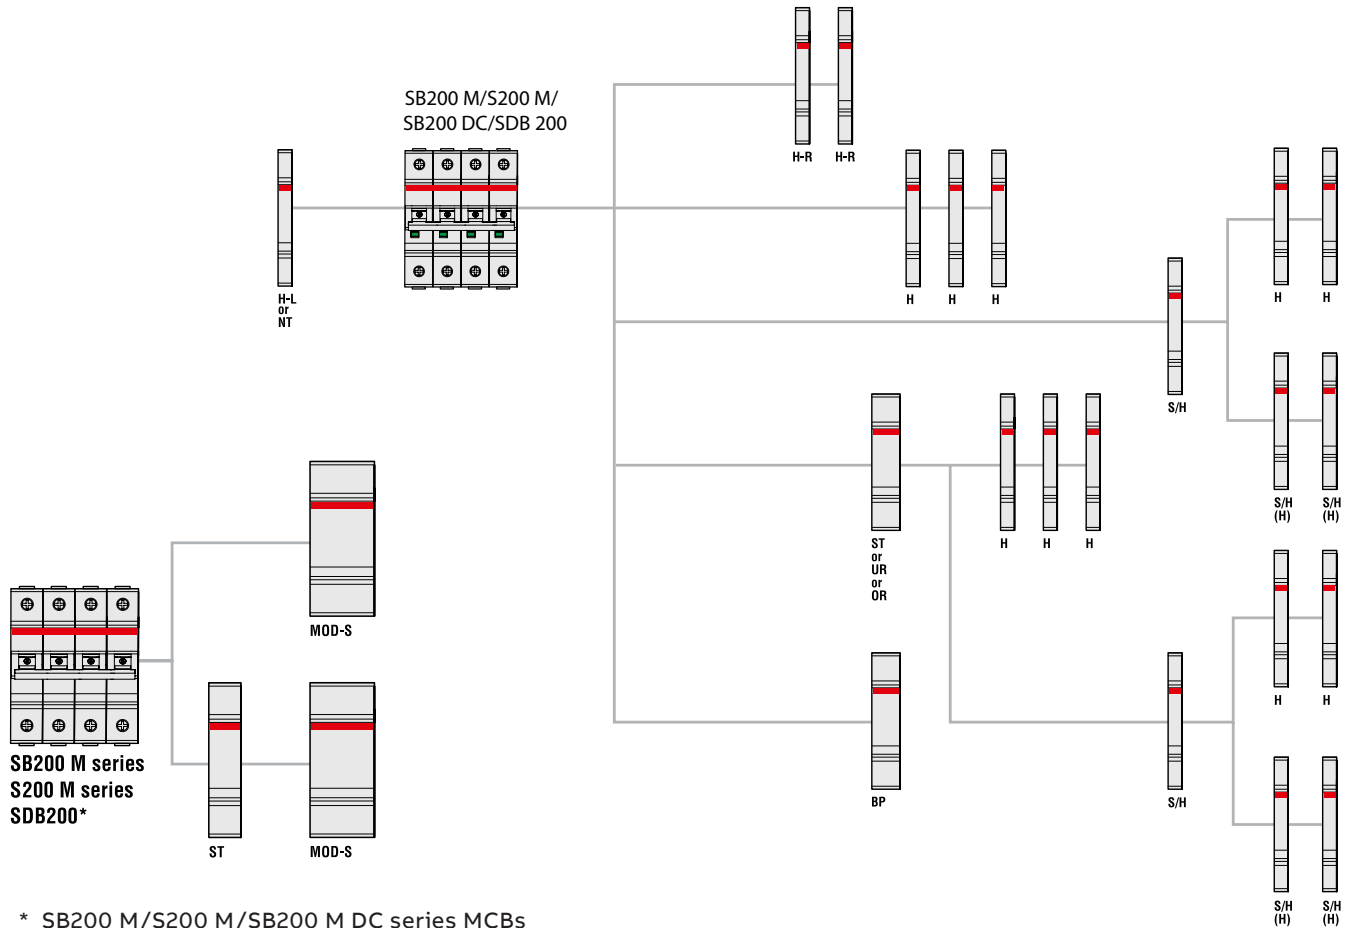 SB200 M/S200 M/
SB200 DC/SDB 200
H-R H-R
H-L
or
NT
H H H
H H
S/H
S/H S/H
(H) (H)
ST
or
UR
or
OR
H H H
MOD-S
H H
SB200 M series
S200 M series
SDB200*
ST
MOD-S
BP
S/H
S/H S/H
(H) (H)
* SB200 M/S200 M/SB200 M DC series MCBs